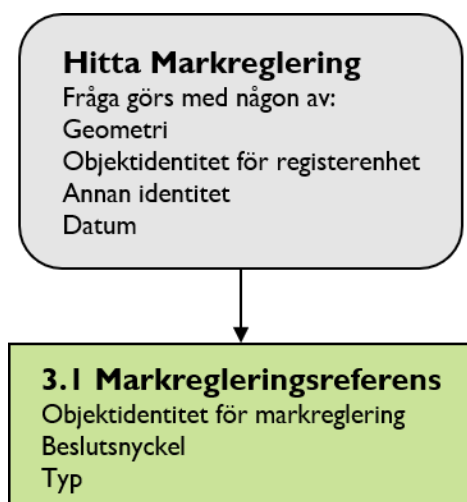 Hitta Markreglering
Fråga görs med någon av:
Geometri
Objektidentitet för registerenhet
Annan identitet
Datum
3.1 Markregleringsreferens
Objektidentitet för markreglering
Beslutsnyckel
Typ